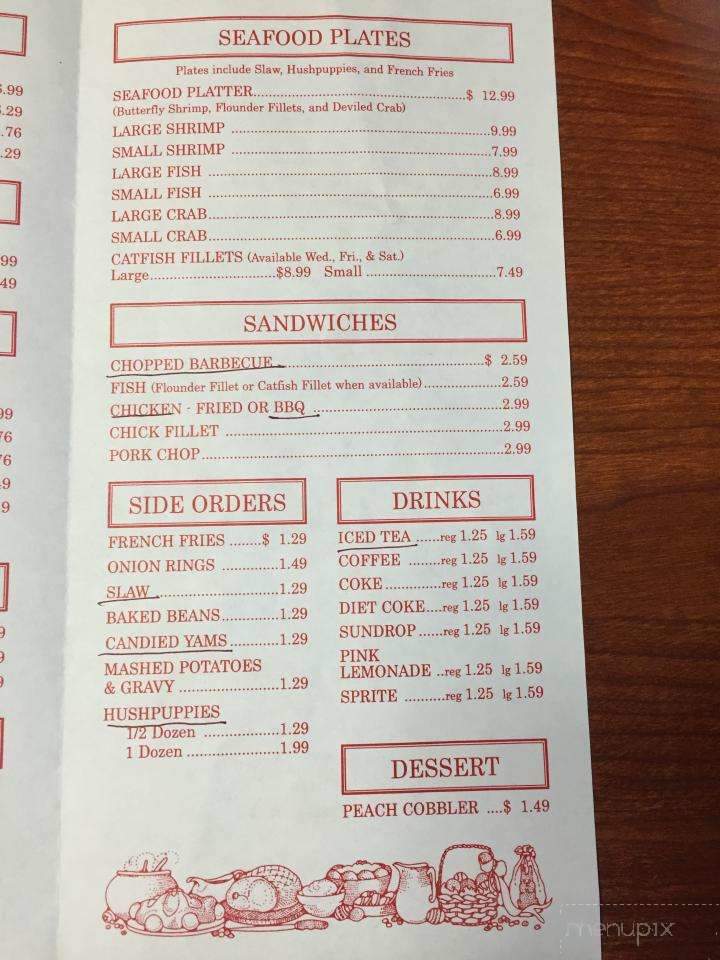 SEAFOOD PLATES
Plates include Slaw, Hushpuppies, and French Fries
SEAFOOD PLATTER..........$ 12.99
(Butterfly Shrimp, Flounder Fillets, and Deviled Crab)
LARGE SHRIMP ..........9.99
SMALL SHRIMP ..........7.99
LARGE FISH ..........8.99
SMALL FISH ..........6.99
LARGE CRAB..........8.99
SMALL CRAB..........6.99
CATFISH FILLETS (Available Wed., Fri., & Sat.)
Large..........$8.99 Small ..........7.49
SANDWICHES
CHOPPED BARBECUE..........$ 2.59
FISH (Flounder Fillet or Catfish Fillet when available)..........2.59
CHICKEN - FRIED OR BBQ ..........2.99
CHICK FILLET ..........2.99
PORK CHOP..........2.99
SIDE ORDERS
FRENCH FRIES ........$ 1.29
ONION RINGS ..........1.49
SLAW..........1.29
BAKED BEANS..........1.29
CANDIED YAMS..........1.29
MASHED POTATOES
& GRAVY ..........1.29
HUSHPUPPIES
1/2 Dozen ..........1.29
1 Dozen ..........1.99
DRINKS
ICED TEA ......reg 1.25 lg 1.59
COFFEE ........reg 1.25 lg 1.59
COKE..........reg 1.25 lg 1.59
DIET COKE....reg 1.25 lg 1.59
SUNDROP......reg 1.25 lg 1.59
PINK
LEMONADE ..reg 1.25 lg 1.59
SPRITE .........reg 1.25 lg 1.59
DESSERT
PEACH COBBLER ....$ 1.49
menupix